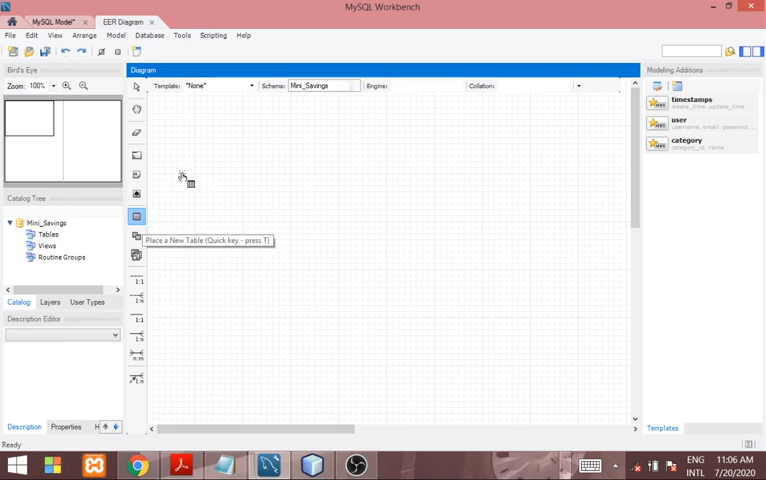 MySQL Workbench
MySQL Model* × EER Diagram ×
File Edit View Arrange Model Database Tools Scripting Help
Bird's Eye
Zoom: 100%
Diagram
Template: "None" Schema: Mini_Savings Engine: Collation:
Modeling Additions
timestamps
create_time, update_time
user
username, email, password,...
category
category_id, name
Catalog Tree
Mini_Savings
Tables
Views
Routine Groups
Place a New Table (Quick key - press T)
1:1
1:n
1:1
1:n
n:m
1:n
Catalog Layers User Types
Description Editor
Description Properties H
Templates
Ready
ENG 11:06 AM
INTL 7/20/2020